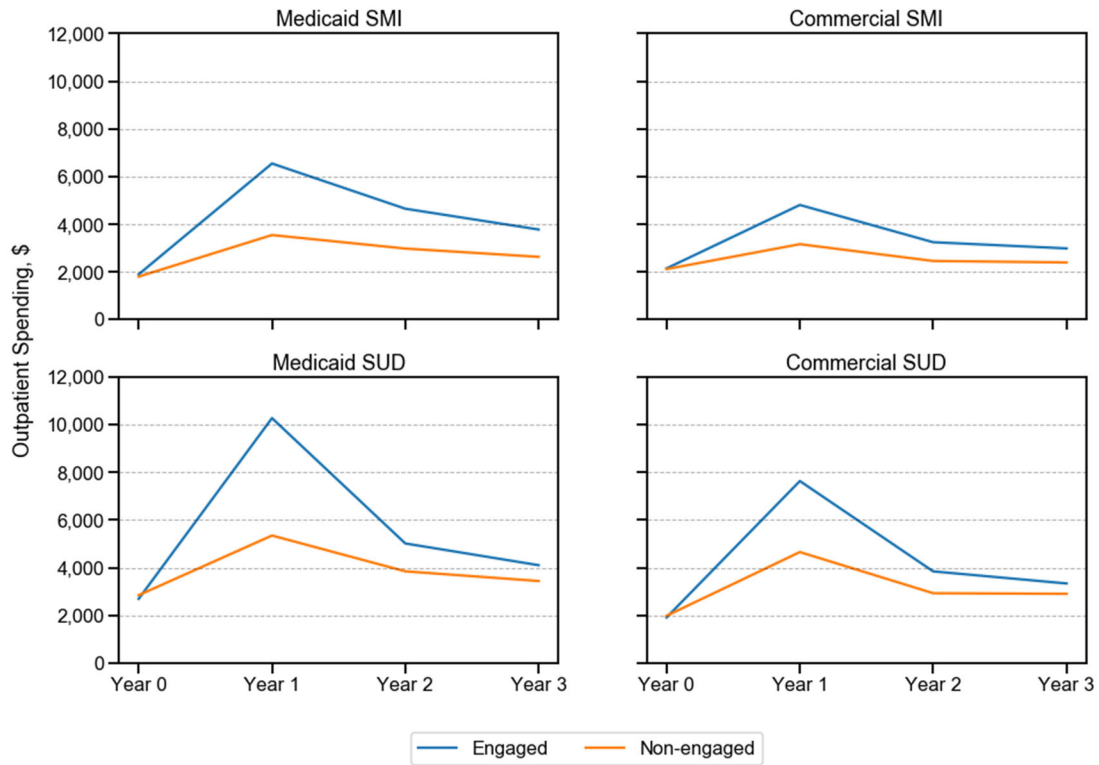 Medicaid SMI
Commercial SMI
12,000
10,000
8,000
6,000
4,000
2,000
0
Outpatient Spending, $
Medicaid SUD
Commercial SUD
12,000
10,000
8,000
6,000
4,000
2,000
0
Year 0 Year 1 Year 2 Year 3
Year 0 Year 1 Year 2 Year 3
Engaged Non-engaged